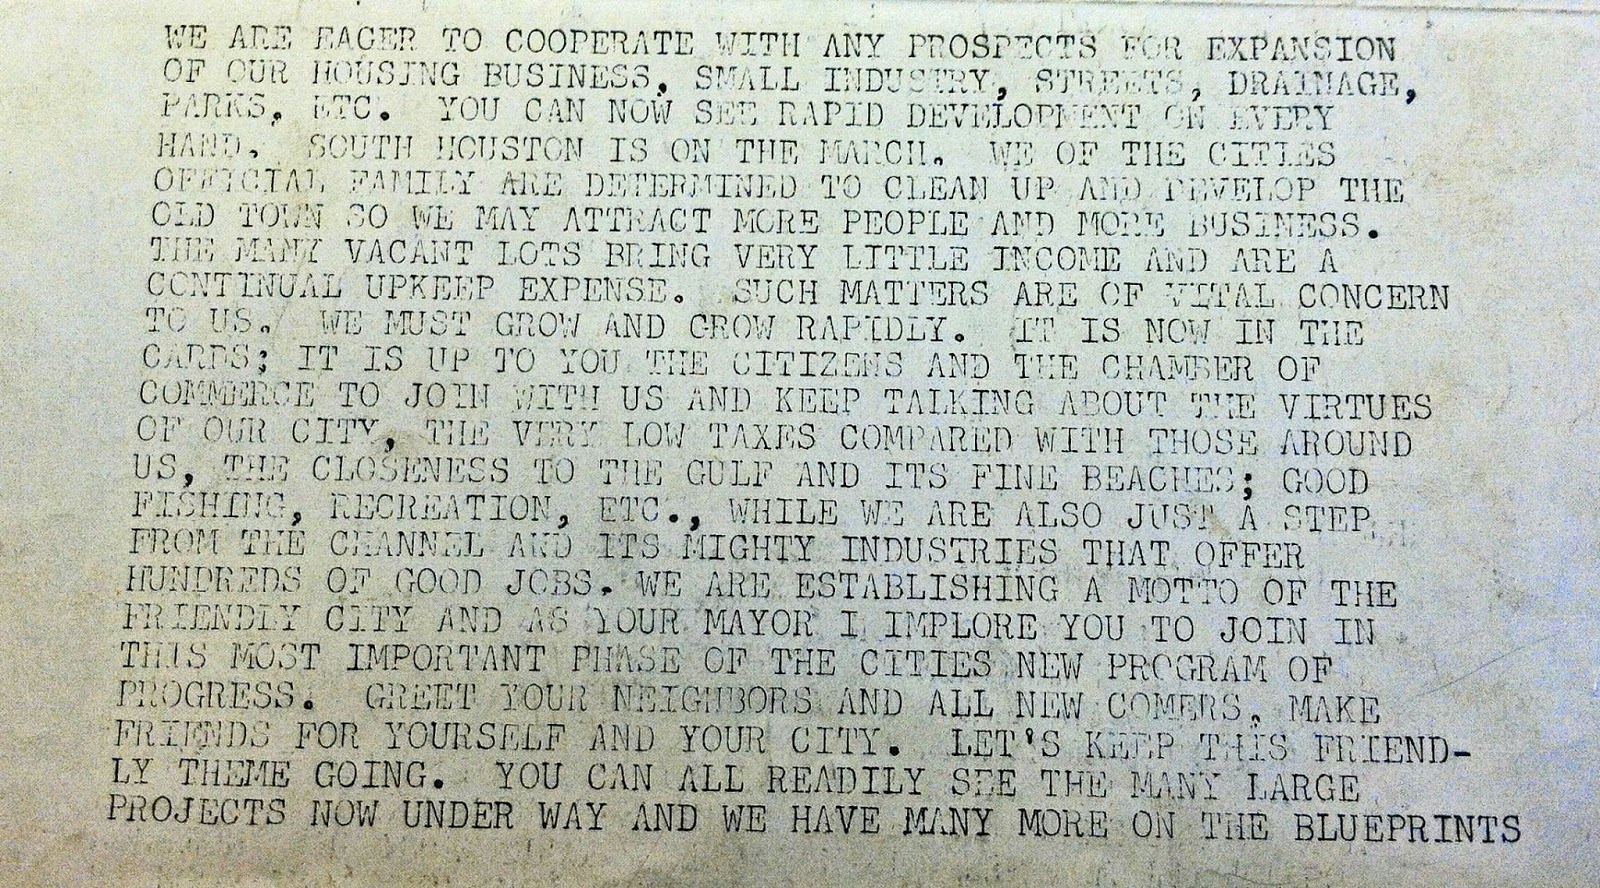 WE ARE EAGER TO COOPERATE WITH ANY PROSPECTS FOR EXPANSION
OF OUR HOUSING BUSINESS, SMALL INDUSTRY, STREETS, DRAINAGE,
PARKS, ETC. YOU CAN NOW SEE RAPID DEVELOPMENT ON EVERY
HAND. SOUTH HOUSTON IS ON THE MARCH. WE OF THE CITIES
OFFICIAL FAMILY ARE DETERMINED TO CLEAN UP AND DEVELOP THE
OLD TOWN SO WE MAY ATTRACT MORE PEOPLE AND MORE BUSINESS.
THE MANY VACANT LOTS BRING VERY LITTLE INCOME AND ARE A
CONTINUAL UPKEEP EXPENSE. SUCH MATTERS ARE OF VITAL CONCERN
TO US. WE MUST GROW AND GROW RAPIDLY. IT IS NOW IN THE
CARDS; IT IS UP TO YOU THE CITIZENS AND THE CHAMBER OF
COMMERCE TO JOIN WITH US AND KEEP TALKING ABOUT THE VIRTUES
OF OUR CITY, THE VERY LOW TAXES COMPARED WITH THOSE AROUND
US, THE CLOSENESS TO THE GULF AND ITS FINE BEACHES; GOOD
FISHING, RECREATION, ETC., WHILE WE ARE ALSO JUST A STEP
FROM THE CHANNEL AND ITS MIGHTY INDUSTRIES THAT OFFER
HUNDREDS OF GOOD JOBS. WE ARE ESTABLISHING A MOTTO OF THE
FRIENDLY CITY AND AS YOUR MAYOR I IMPLORE YOU TO JOIN IN
THIS MOST IMPORTANT PHASE OF THE CITIES NEW PROGRAM OF
PROGRESS. GREET YOUR NEIGHBORS AND ALL NEW COMERS, MAKE
FRIENDS FOR YOURSELF AND YOUR CITY. LET'S KEEP THIS FRIEND-
LY THEME GOING. YOU CAN ALL READILY SEE THE MANY LARGE
PROJECTS NOW UNDER WAY AND WE HAVE MANY MORE ON THE BLUEPRINTS